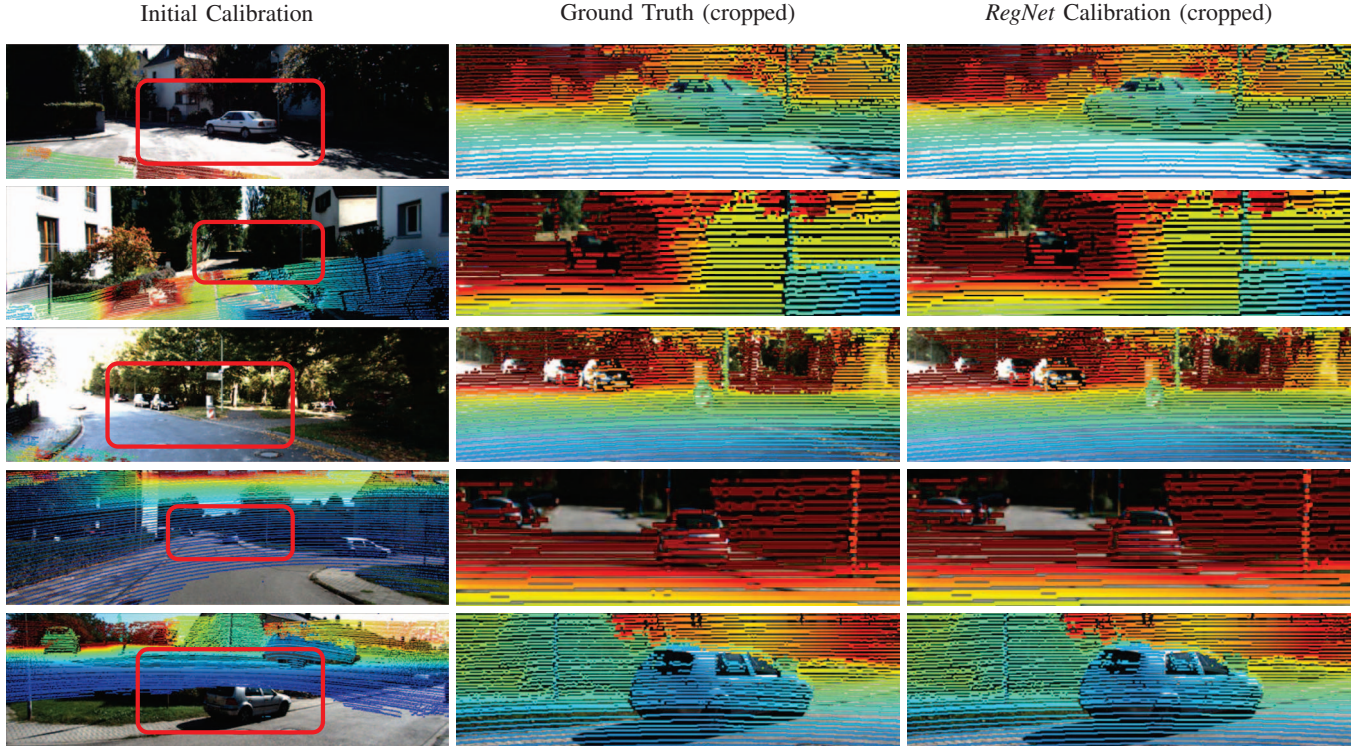 Initial Calibration
Ground Truth (cropped)
RegNet Calibration (cropped)